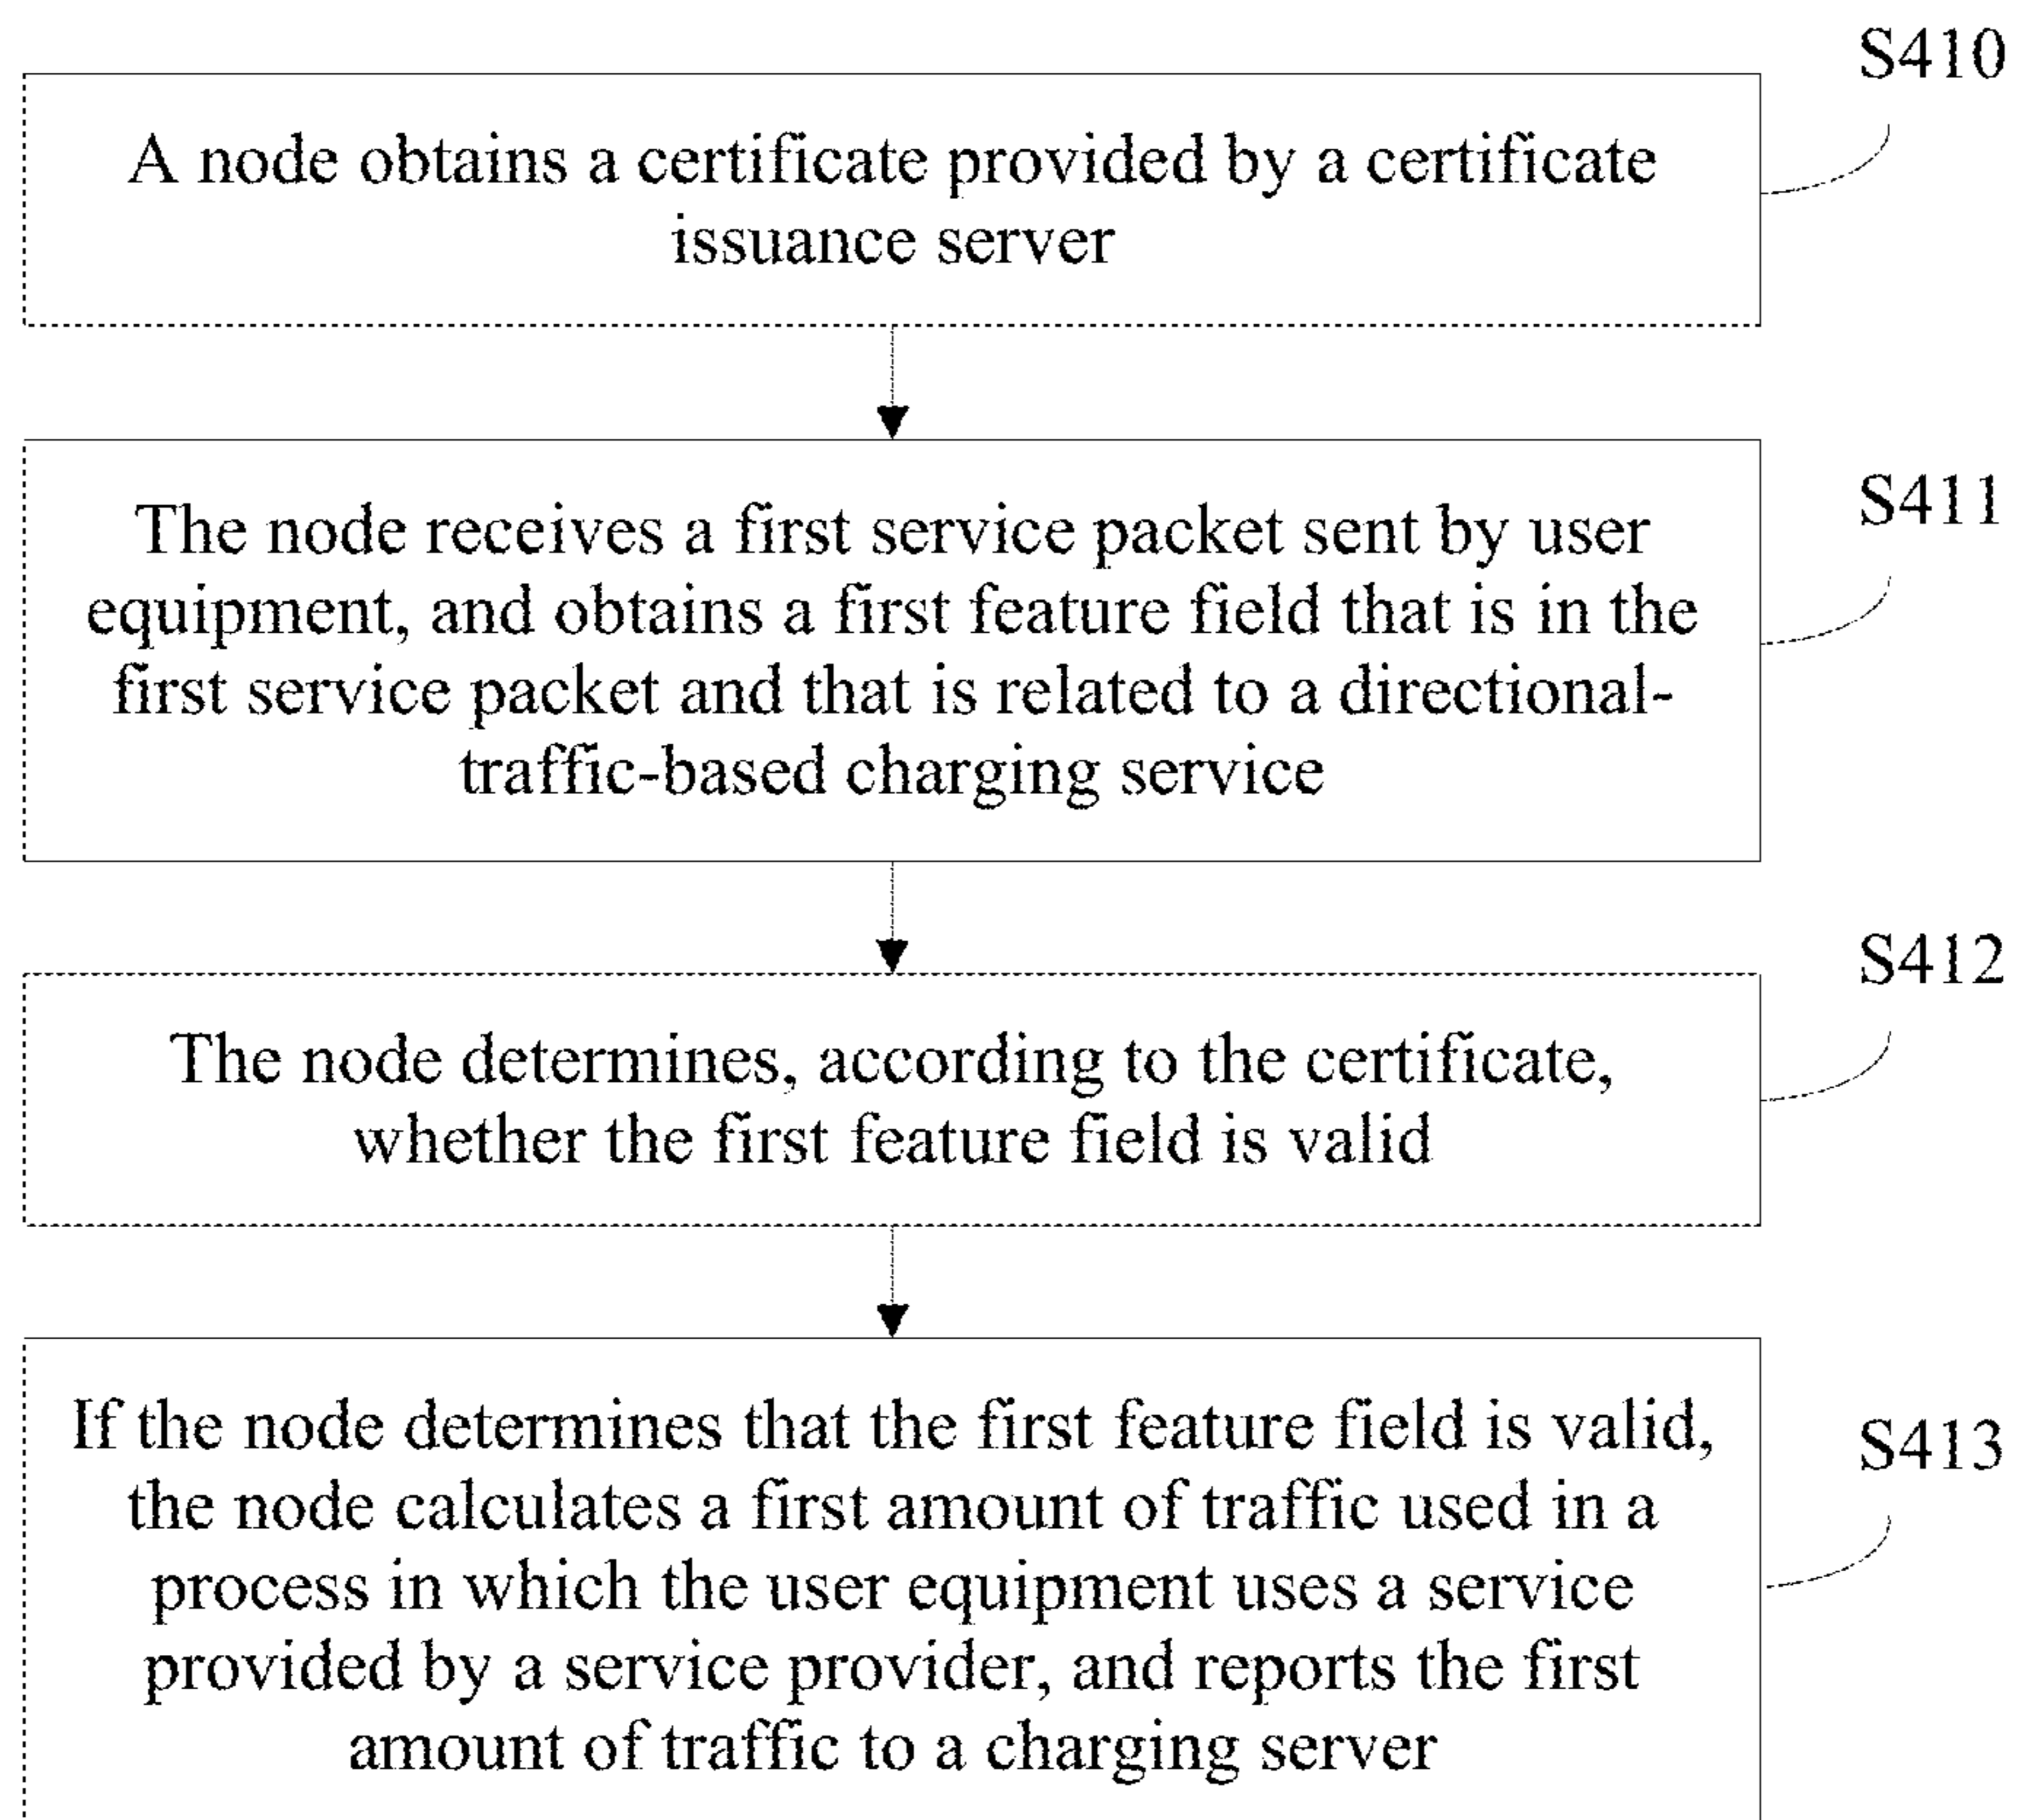 S410
A node obtains a certificate provided by a certificate
issuance server
S411
The node receives a first service packet sent by user
equipment, and obtains a first feature field that is in the
first service packet and that is related to a directional-
traffic-based charging service
S412
The node determines, according to the certificate,
whether the first feature field is valid
S413
If the node determines that the first feature field is valid,
the node calculates a first amount of traffic used in a
process in which the user equipment uses a service
provided by a service provider, and reports the first
amount of traffic to a charging server